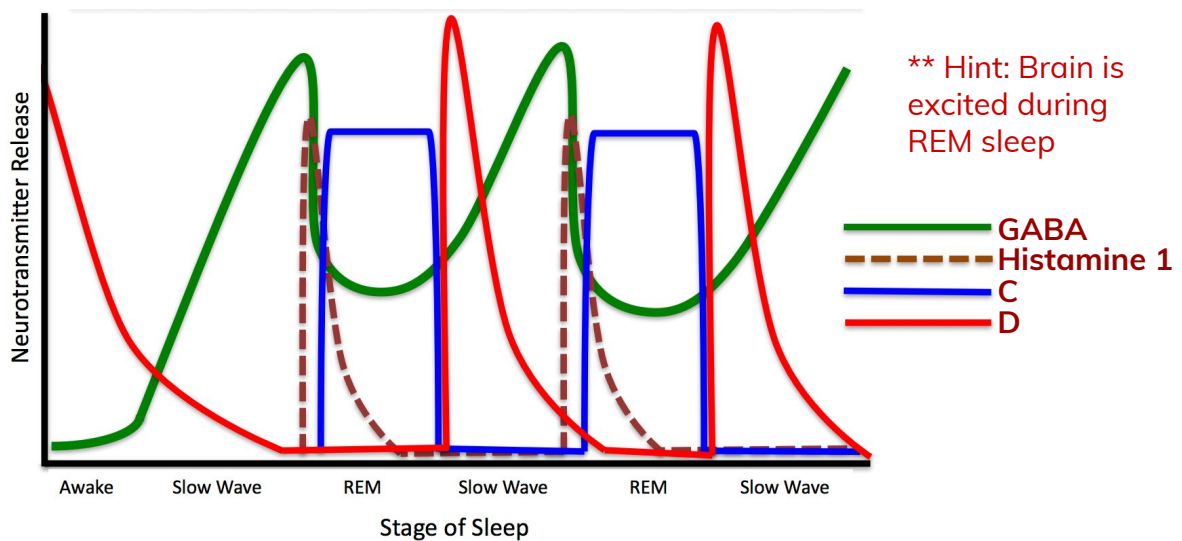 ** Hint: Brain is
excited during
REM sleep
Neurotransmitter Release
GABA
Histamine 1
C
D
Awake Slow Wave REM Slow Wave REM Slow Wave
Stage of Sleep